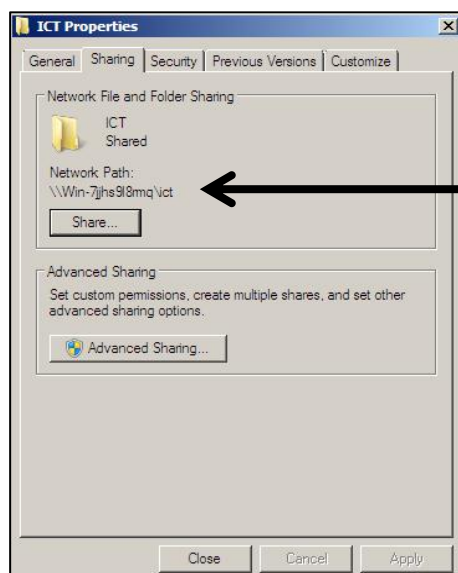 ICT Properties
General Sharing Security Previous Versions Customize
Network File and Folder Sharing
ICT
Shared
Network Path:
\\Win-7jjhs9l8mq\ict
Share...
Advanced Sharing
Set custom permissions, create multiple shares, and set other
advanced sharing options.
Advanced Sharing...
Close Cancel Apply